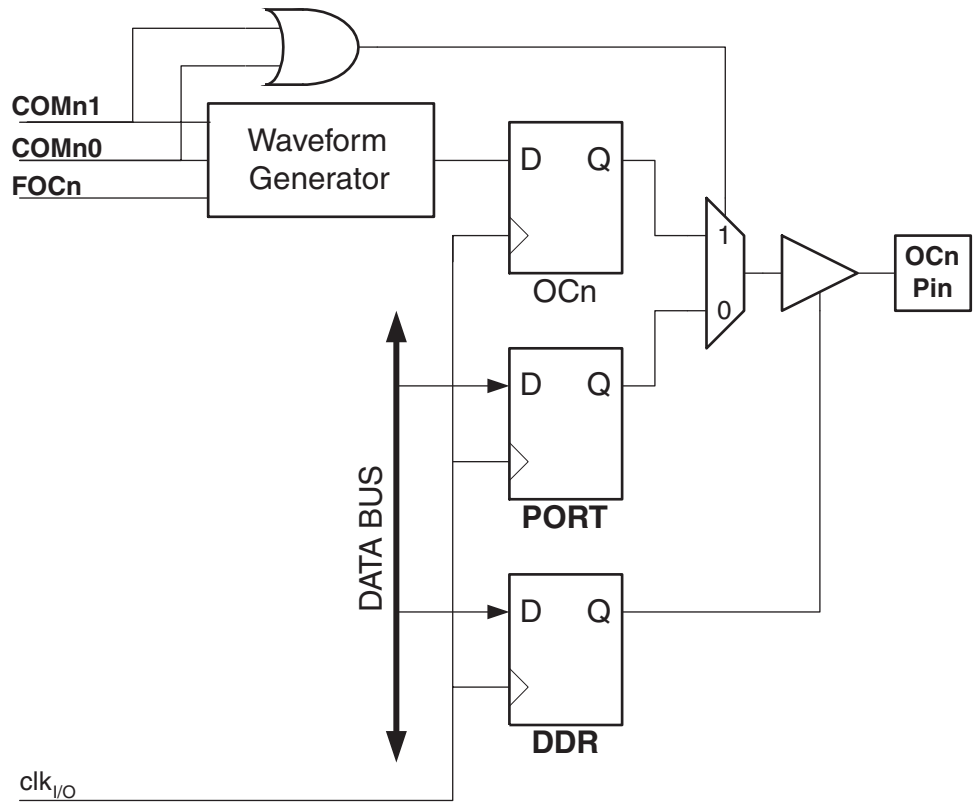 COMn1
COMn0
FOCn
Waveform
Generator
D Q
OCn
1
0
OCn
Pin
D Q
PORT
DATA BUS
D Q
DDR
clkI/O